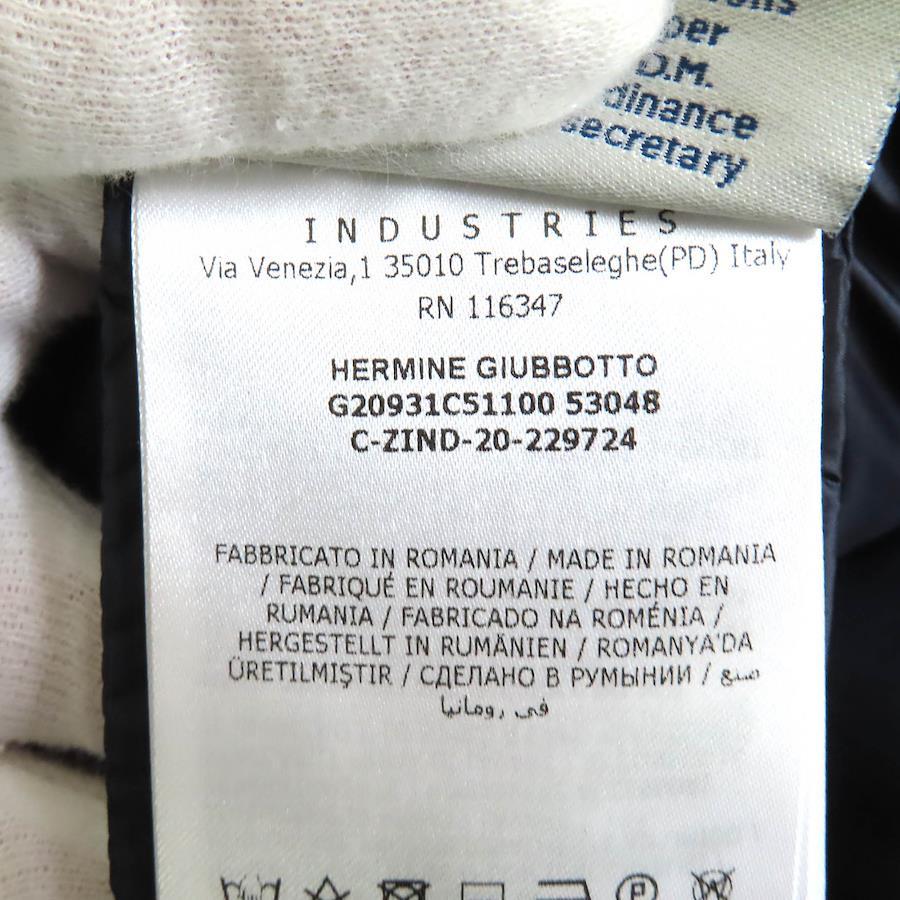 per
D.M.
dinance
secretary
INDUSTRIES
Via Venezia,1 35010 Trebaseleghe(PD) Italy
RN 116347
HERMINE GIUBBOTTO
G20931C51100 53048
C-ZIND-20-229724
FABBRICATO IN ROMANIA / MADE IN ROMANIA
/ FABRIQUÉ EN ROUMANIE / HECHO EN
RUMANIA / FABRICADO NA ROMÉNIA /
HERGESTELLT IN RUMÄNIEN / ROMANYA'DA
ÜRETILMIŞTIR / СДЕЛАНО В РУМЫНИИ / صنع
في رومانيا
P
W